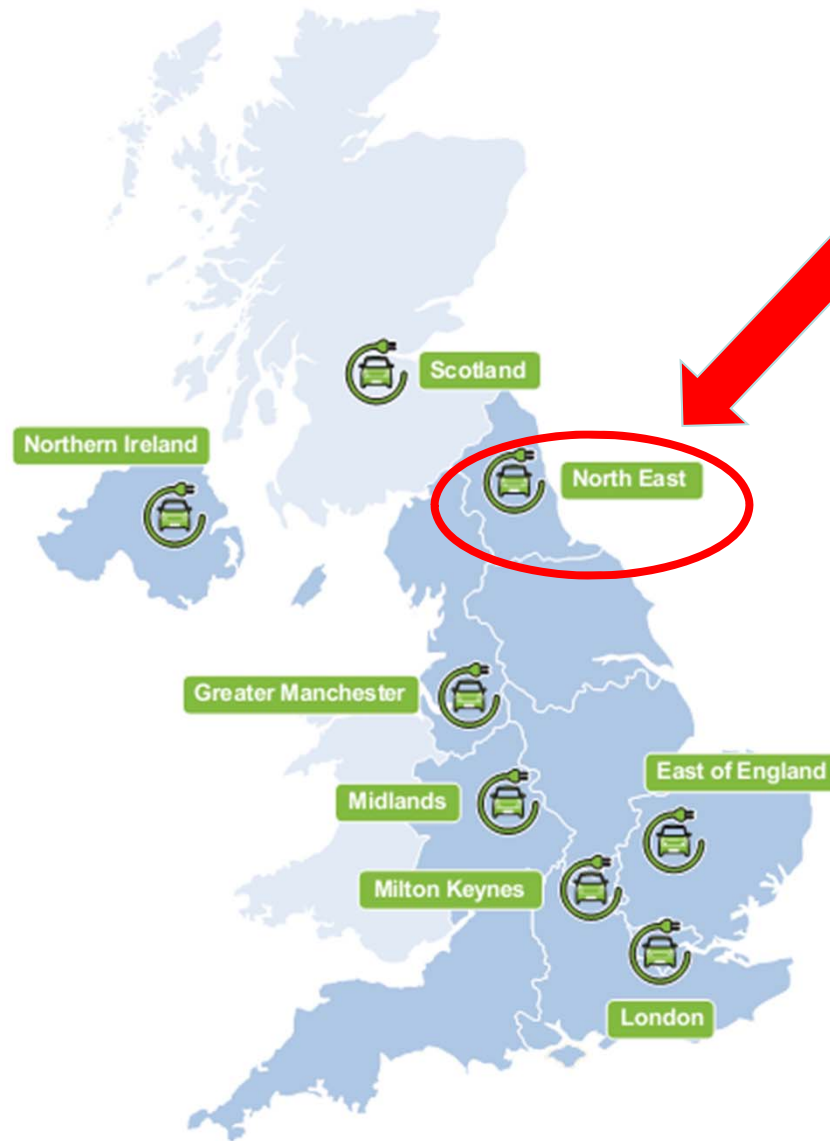 Scotland
Northern Ireland
North East
Greater Manchester
East of England
Midlands
Milton Keynes
London